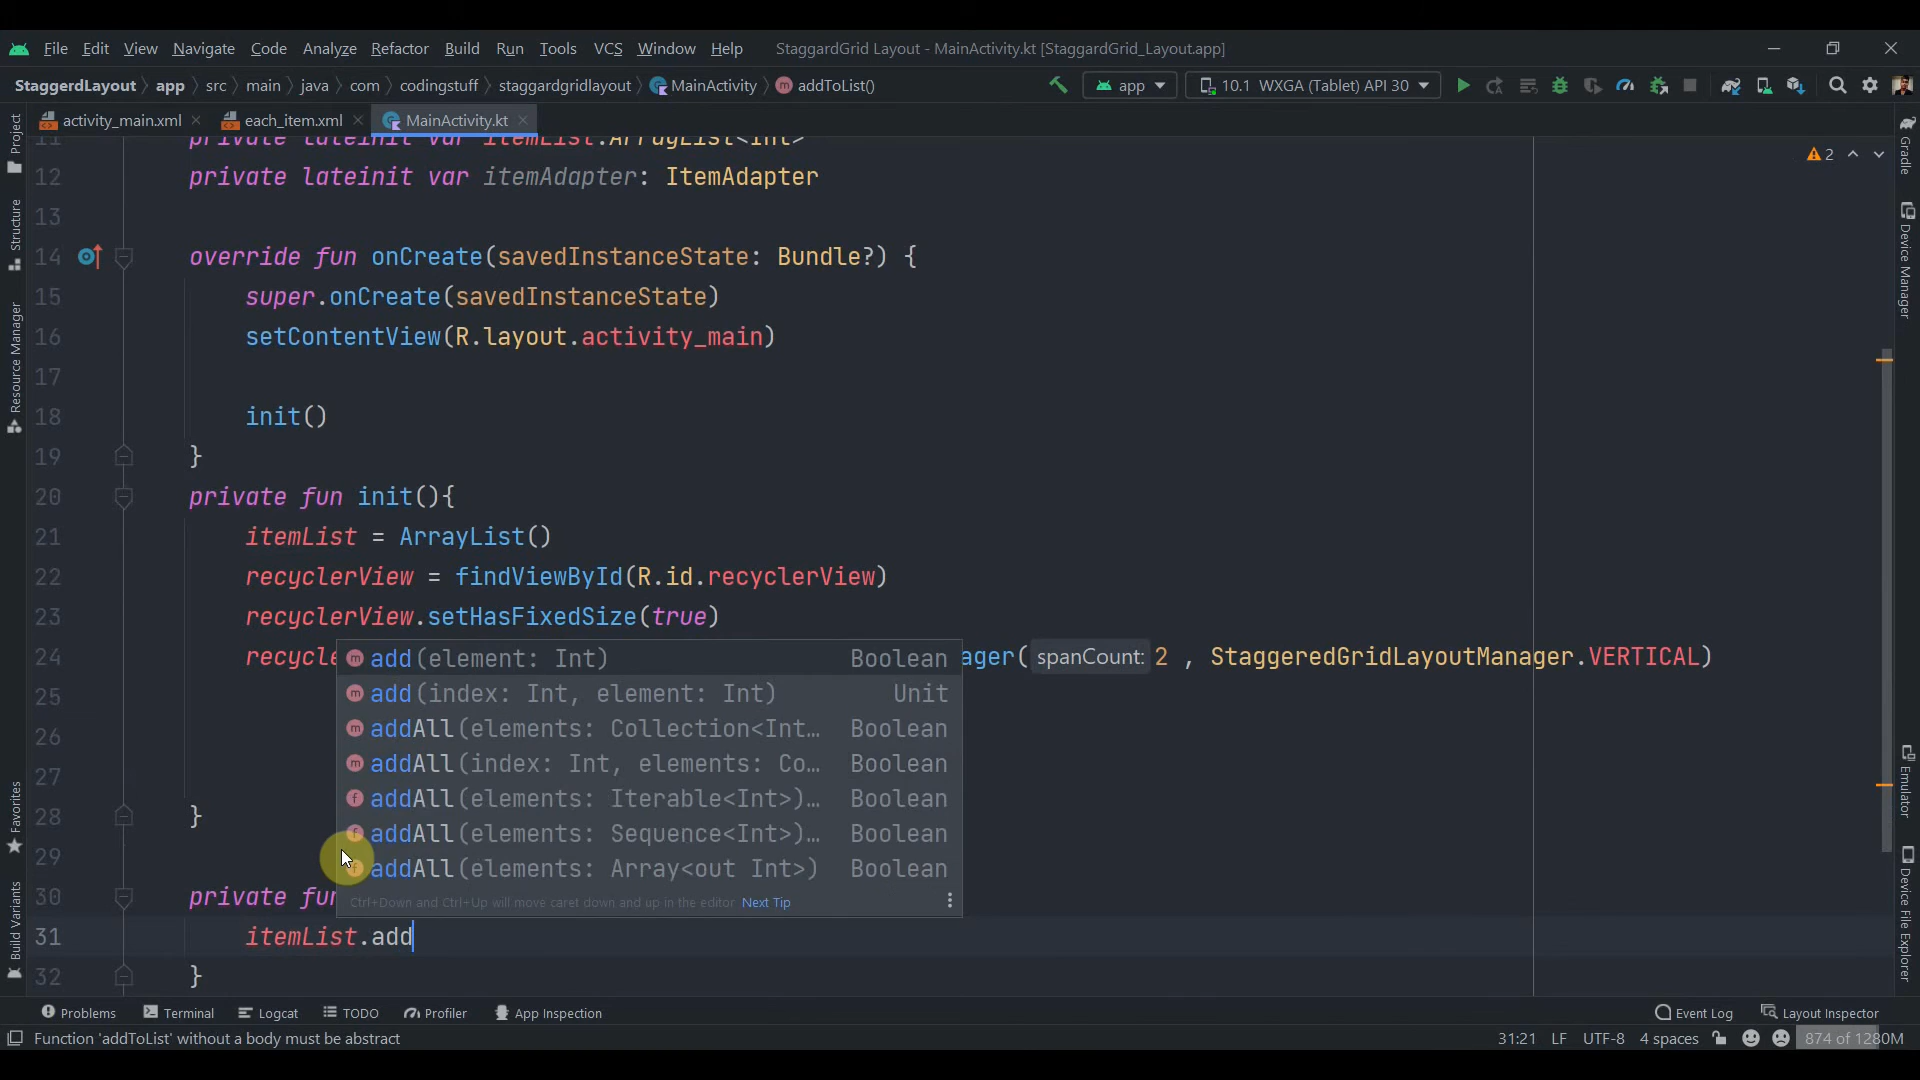 File Edit View Navigate Code Analyze Refactor Build Run Tools VCS Window Help StaggardGrid Layout - MainActivity.kt [StaggardGrid_Layout.app]
StaggerdLayout app src main java com codingstuff staggardgridlayout MainActivity addToList() app 10.1 WXGA (Tablet) API 30
activity_main.xml each_item.xml MainActivity.kt
Project
Structure
Resource Manager
Favorites
Build Variants
11 private lateinit var itemList:ArrayList<Int>
2
12 private lateinit var itemAdapter: ItemAdapter
13
14 override fun onCreate(savedInstanceState: Bundle?) {
15 super.onCreate(savedInstanceState)
16 setContentView(R.layout.activity_main)
17
18 init()
19 }
20 private fun init(){
21 itemList = ArrayList()
22 recyclerView = findViewById(R.id.recyclerView)
23 recyclerView.setHasFixedSize(true)
24 recycle ager( spanCount: 2 , StaggeredGridLayoutManager.VERTICAL)
25
26
27
28 }
29
30 private fun
31 itemList.add
32 }
add(element: Int) Boolean
add(index: Int, element: Int) Unit
addAll(elements: Collection<Int… Boolean
addAll(index: Int, elements: Co… Boolean
addAll(elements: Iterable<Int>)… Boolean
addAll(elements: Sequence<Int>)… Boolean
addAll(elements: Array<out Int>) Boolean
Ctrl+Down and Ctrl+Up will move caret down and up in the editor Next Tip
Gradle
Device Manager
Emulator
Device File Explorer
Problems Terminal Logcat TODO Profiler App Inspection Event Log Layout Inspector
Function 'addToList' without a body must be abstract 31:21 LF UTF-8 4 spaces 874 of 1280M